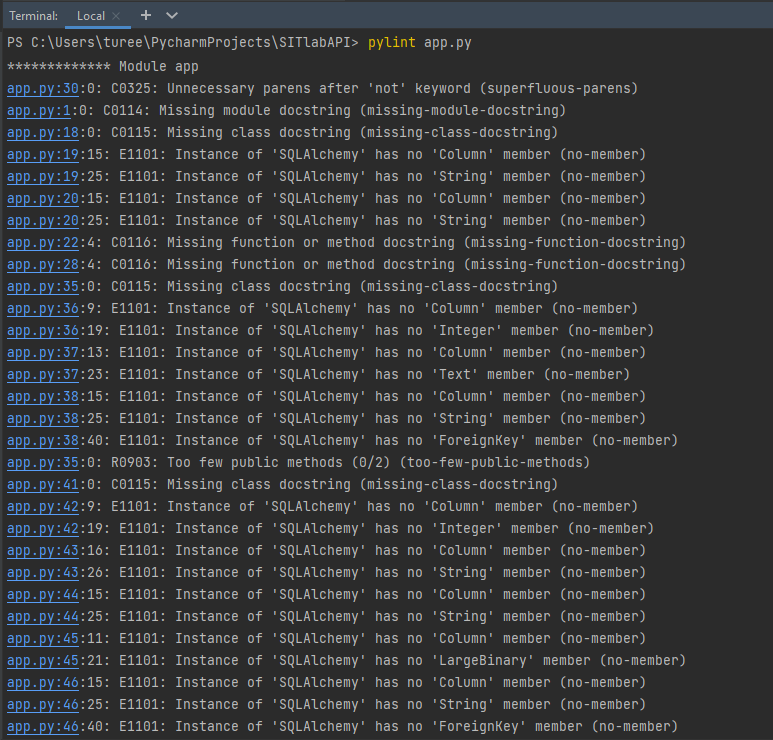 Terminal: Local × +
PS C:\Users\turee\PycharmProjects\SITlabAPI> pylint app.py
************* Module app
app.py:30:0: C0325: Unnecessary parens after 'not' keyword (superfluous-parens)
app.py:1:0: C0114: Missing module docstring (missing-module-docstring)
app.py:18:0: C0115: Missing class docstring (missing-class-docstring)
app.py:19:15: E1101: Instance of 'SQLAlchemy' has no 'Column' member (no-member)
app.py:19:25: E1101: Instance of 'SQLAlchemy' has no 'String' member (no-member)
app.py:20:15: E1101: Instance of 'SQLAlchemy' has no 'Column' member (no-member)
app.py:20:25: E1101: Instance of 'SQLAlchemy' has no 'String' member (no-member)
app.py:22:4: C0116: Missing function or method docstring (missing-function-docstring)
app.py:28:4: C0116: Missing function or method docstring (missing-function-docstring)
app.py:35:0: C0115: Missing class docstring (missing-class-docstring)
app.py:36:9: E1101: Instance of 'SQLAlchemy' has no 'Column' member (no-member)
app.py:36:19: E1101: Instance of 'SQLAlchemy' has no 'Integer' member (no-member)
app.py:37:13: E1101: Instance of 'SQLAlchemy' has no 'Column' member (no-member)
app.py:37:23: E1101: Instance of 'SQLAlchemy' has no 'Text' member (no-member)
app.py:38:15: E1101: Instance of 'SQLAlchemy' has no 'Column' member (no-member)
app.py:38:25: E1101: Instance of 'SQLAlchemy' has no 'String' member (no-member)
app.py:38:40: E1101: Instance of 'SQLAlchemy' has no 'ForeignKey' member (no-member)
app.py:35:0: R0903: Too few public methods (0/2) (too-few-public-methods)
app.py:41:0: C0115: Missing class docstring (missing-class-docstring)
app.py:42:9: E1101: Instance of 'SQLAlchemy' has no 'Column' member (no-member)
app.py:42:19: E1101: Instance of 'SQLAlchemy' has no 'Integer' member (no-member)
app.py:43:16: E1101: Instance of 'SQLAlchemy' has no 'Column' member (no-member)
app.py:43:26: E1101: Instance of 'SQLAlchemy' has no 'String' member (no-member)
app.py:44:15: E1101: Instance of 'SQLAlchemy' has no 'Column' member (no-member)
app.py:44:25: E1101: Instance of 'SQLAlchemy' has no 'String' member (no-member)
app.py:45:11: E1101: Instance of 'SQLAlchemy' has no 'Column' member (no-member)
app.py:45:21: E1101: Instance of 'SQLAlchemy' has no 'LargeBinary' member (no-member)
app.py:46:15: E1101: Instance of 'SQLAlchemy' has no 'Column' member (no-member)
app.py:46:25: E1101: Instance of 'SQLAlchemy' has no 'String' member (no-member)
app.py:46:40: E1101: Instance of 'SQLAlchemy' has no 'ForeignKey' member (no-member)